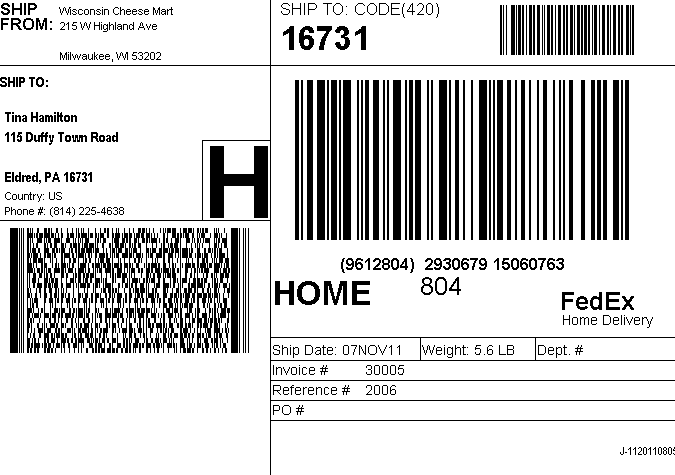 SHIP FROM:
Wisconsin Cheese Mart
215 W Highland Ave
Milwaukee, WI 53202
SHIP TO: CODE(420)
16731
SHIP TO:
Tina Hamilton
115 Duffy Town Road
Eldred, PA 16731
Country: US
Phone #: (814) 225-4638
H
(9612804) 2930679 15060763
HOME
804
FedEx
Home Delivery
Ship Date: 07NOV11 Weight: 5.6 LB Dept. #
Invoice # 30005
Reference # 2006
PO #
J-1120110805